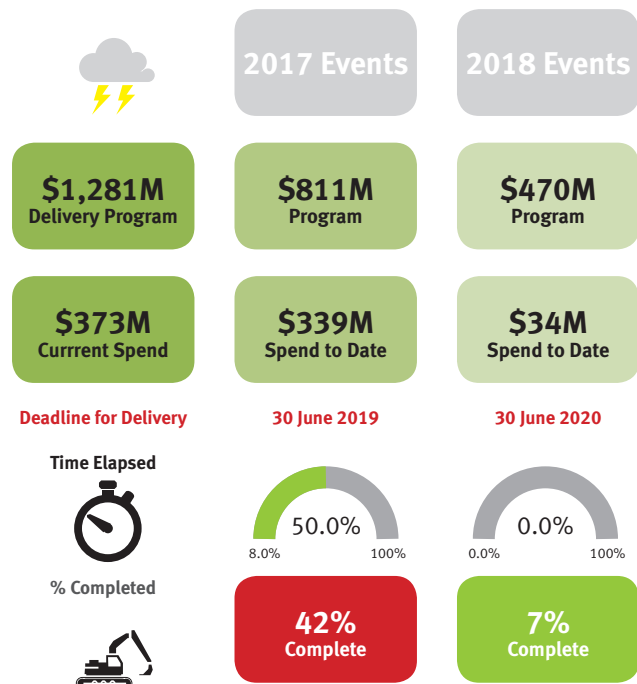 2017 Events
2018 Events
$1,281M
Delivery Program
$811M
Program
$470M
Program
$373M
Currrent Spend
$339M
Spend to Date
$34M
Spend to Date
Deadline for Delivery
30 June 2019
30 June 2020
Time Elapsed
50.0%
8.0%
100%
0.0%
0.0%
100%
% Completed
42%
Complete
7%
Complete